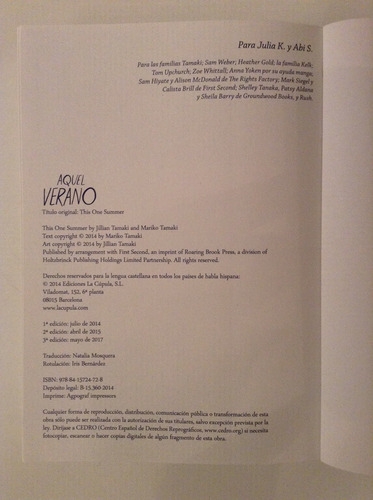 Para Julia K. y Abi S.
Para las familias Tamaki; Sam Weber; Heather Gold; la familia Kelk;
Tam Upchurch; Zoe Whittall; Anna Yoken por su ayuda manga;
Sam Hiyate y Alison McDonald de The Rights Factory; Mark Siegel y
Calista Brill de First Second; Shelley Tanaka, Patsy Aldana
y Sheila Barry de Groundwood Books, y Rush.
AQUEL
VERANO
Título original: This One Summer
This One Summer by Jillian Tamaki and Mariko Tamaki
Text copyright © 2014 by Mariko Tamaki
Art copyright © 2014 by Jillian Tamaki
Published by arrangement with First Second, an imprint of Roaring Brook Press, a division of
Holtzbrinck Publishing Holdings Limited Partnership. All rights reserved.
Derechos reservados para la lengua castellana en todos los países de habla hispana:
© 2014 Ediciones La Cúpula, S.L.
Viladomat, 152, 6ª planta
08015 Barcelona
www.lacupula.com
1ª edición: julio de 2014
2ª edición: abril de 2015
3ª edición: mayo de 2017
Traducción: Natalia Mosquera
Rotulación: Iris Bernárdez
ISBN: 978-84-15724-72-8
Depósito legal: B-15.360-2014
Imprime: Agpograf impressors
Cualquier forma de reproducción, distribución, comunicación pública o transformación de esta
obra sólo puede ser realizada con la autorización de sus titulares, salvo excepción prevista por la
ley. Diríjase a CEDRO (Centro Español de Derechos Reprográficos, www.cedro.org) si necesita
fotocopiar, escanear o hacer copias digitales de algún fragmento de esta obra.